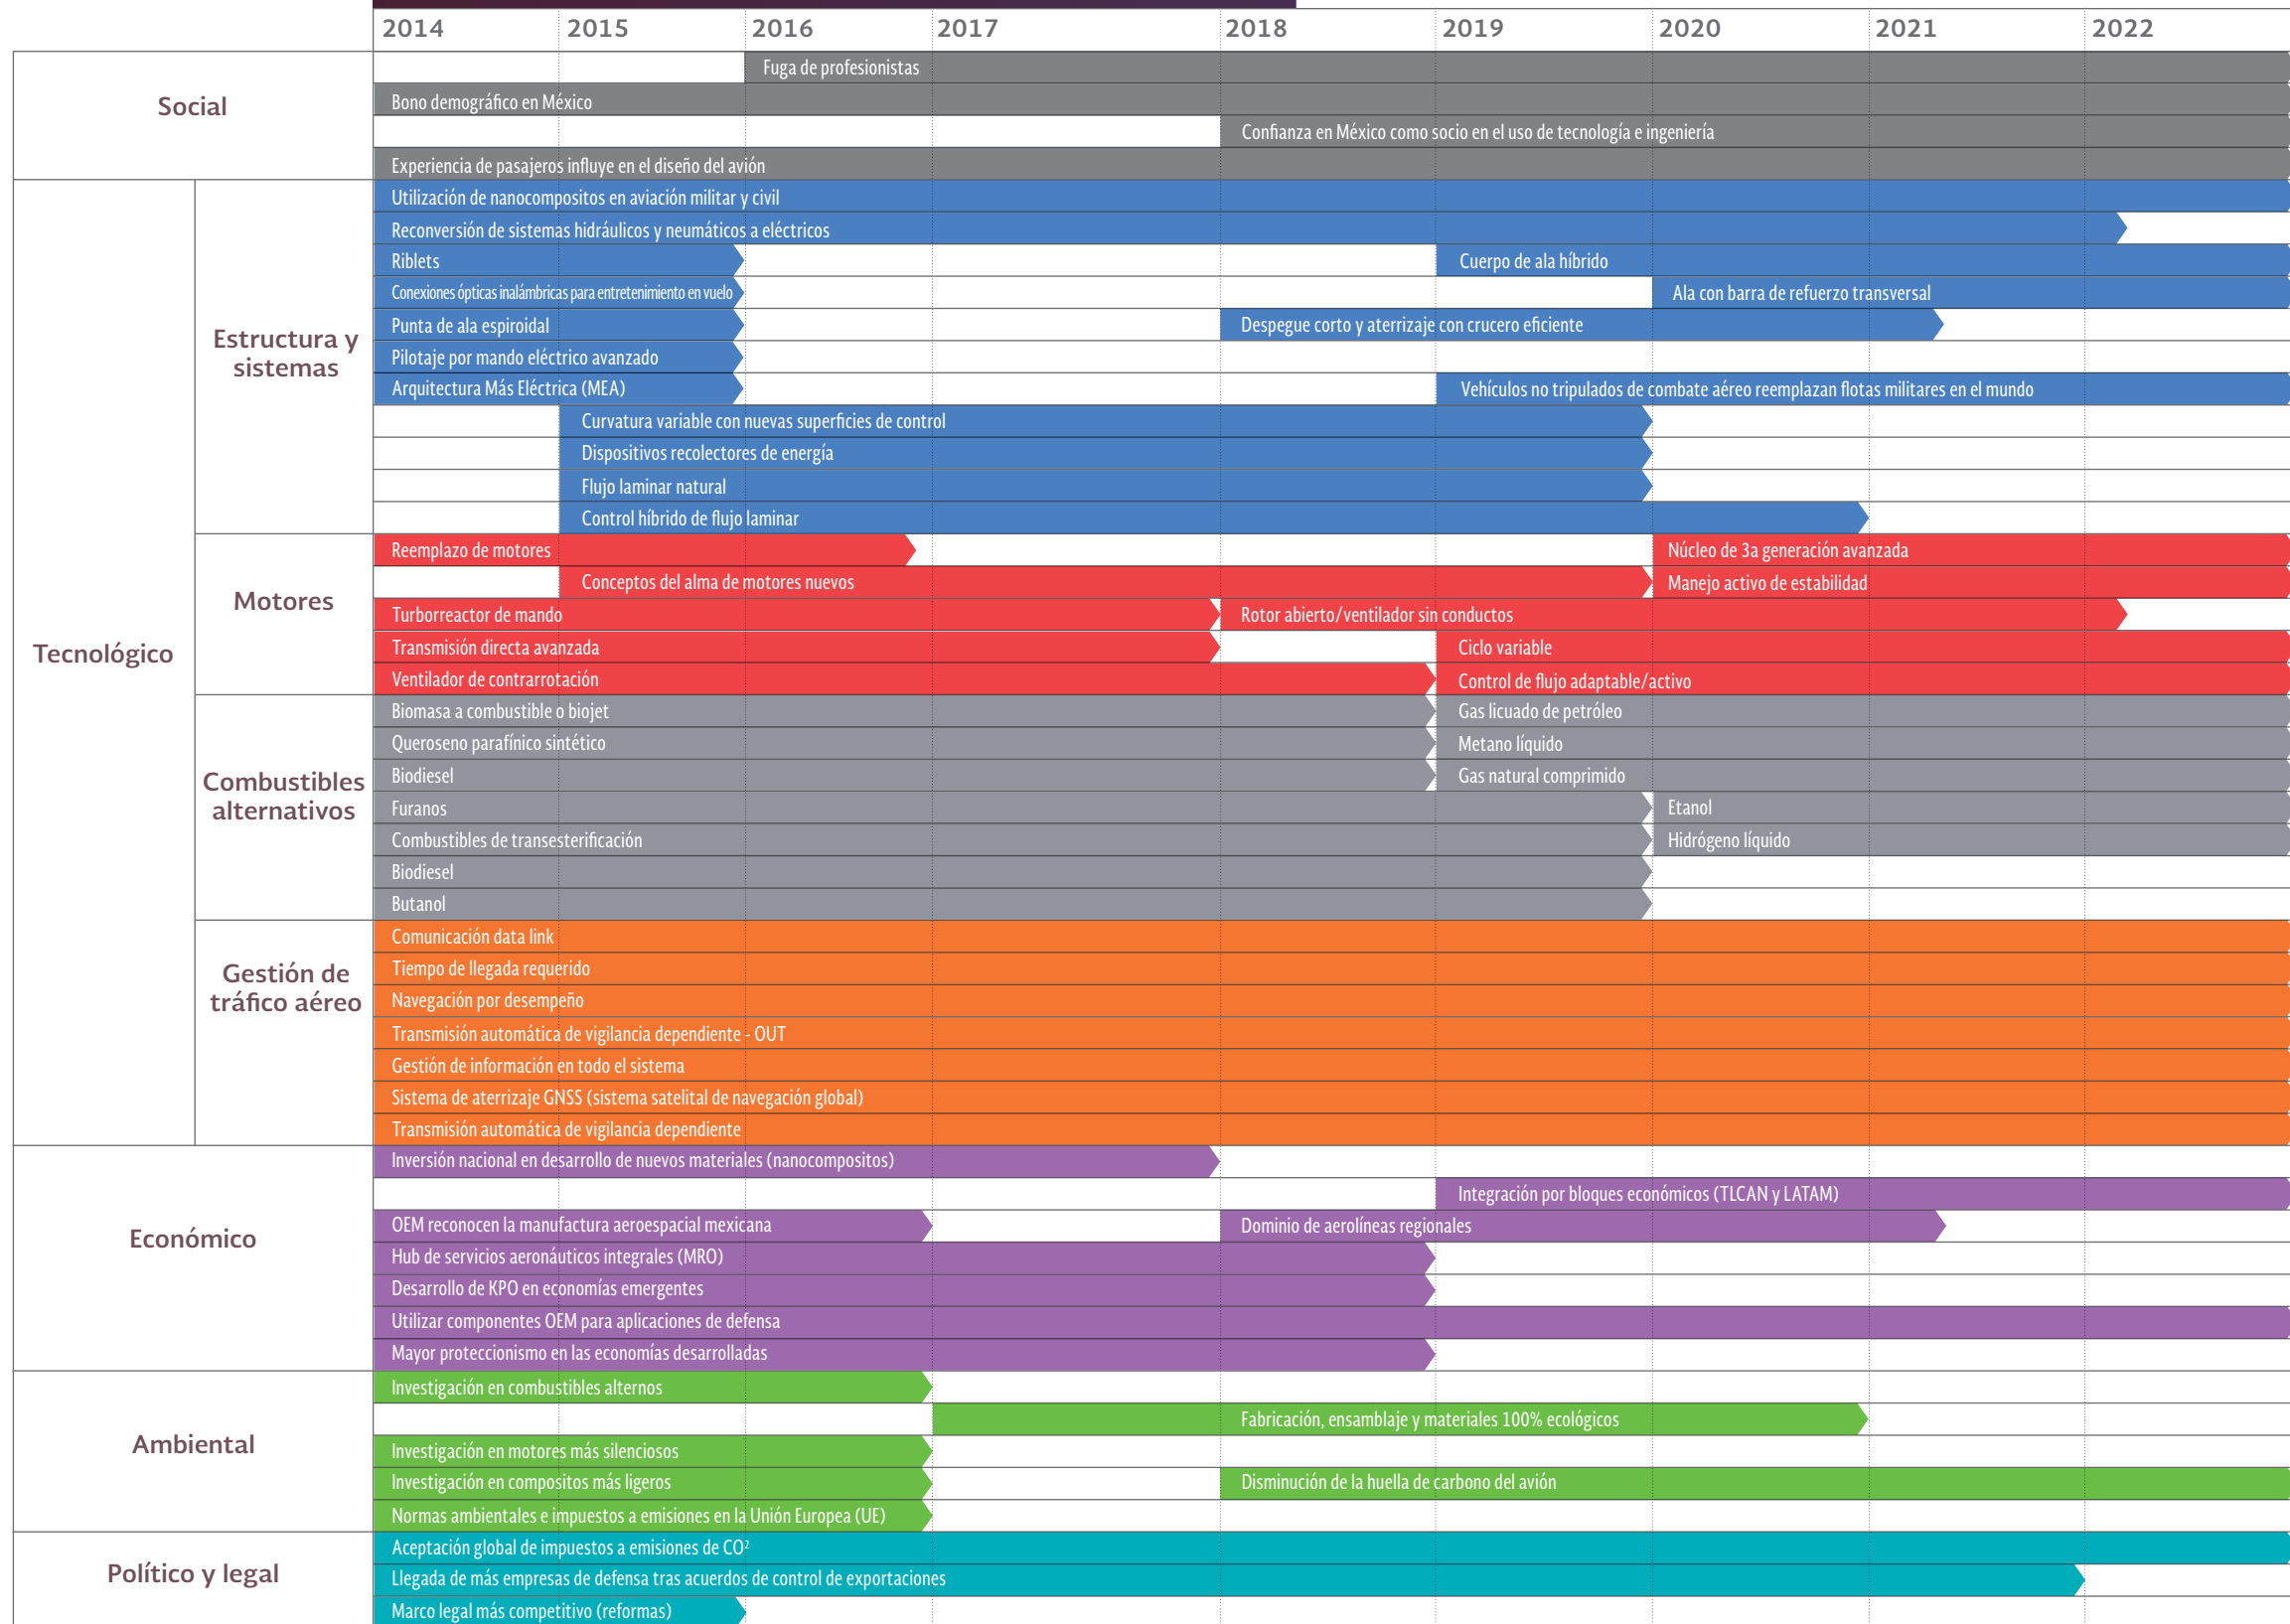 2014 2015 2016 2017 2018 2019 2020 2021 2022
Social
Fuga de profesionistas
Bono demográfico en México
Confianza en México como socio en el uso de tecnología e ingeniería
Experiencia de pasajeros influye en el diseño del avión
Tecnológico
Estructura y
sistemas
Utilización de nanocompositos en aviación militar y civil
Reconversión de sistemas hidráulicos y neumáticos a eléctricos
Riblets Cuerpo de ala híbrido
Conexiones ópticas inalámbricas para entretenimiento en vuelo Ala con barra de refuerzo transversal
Punta de ala espiroidal Despegue corto y aterrizaje con crucero eficiente
Pilotaje por mando eléctrico avanzado
Arquitectura Más Eléctrica (MEA) Vehículos no tripulados de combate aéreo reemplazan flotas militares en el mundo
Curvatura variable con nuevas superficies de control
Dispositivos recolectores de energía
Flujo laminar natural
Control híbrido de flujo laminar
Motores
Reemplazo de motores Núcleo de 3a generación avanzada
Conceptos del alma de motores nuevos Manejo activo de estabilidad
Turborreactor de mando Rotor abierto/ventilador sin conductos
Transmisión directa avanzada Ciclo variable
Ventilador de contrarrotación Control de flujo adaptable/activo
Combustibles
alternativos
Biomasa a combustible o biojet Gas licuado de petróleo
Queroseno parafínico sintético Metano líquido
Biodiesel Gas natural comprimido
Furanos Etanol
Combustibles de transesterificación Hidrógeno líquido
Biodiesel
Butanol
Gestión de
tráfico aéreo
Comunicación data link
Tiempo de llegada requerido
Navegación por desempeño
Transmisión automática de vigilancia dependiente - OUT
Gestión de información en todo el sistema
Sistema de aterrizaje GNSS (sistema satelital de navegación global)
Transmisión automática de vigilancia dependiente
Económico
Inversión nacional en desarrollo de nuevos materiales (nanocompositos)
Integración por bloques económicos (TLCAN y LATAM)
OEM reconocen la manufactura aeroespacial mexicana Dominio de aerolíneas regionales
Hub de servicios aeronáuticos integrales (MRO)
Desarrollo de KPO en economías emergentes
Utilizar componentes OEM para aplicaciones de defensa
Mayor proteccionismo en las economías desarrolladas
Ambiental
Investigación en combustibles alternos
Fabricación, ensamblaje y materiales 100% ecológicos
Investigación en motores más silenciosos
Investigación en compositos más ligeros Disminución de la huella de carbono del avión
Normas ambientales e impuestos a emisiones en la Unión Europea (UE)
Político y legal
Aceptación global de impuestos a emisiones de CO²
Llegada de más empresas de defensa tras acuerdos de control de exportaciones
Marco legal más competitivo (reformas)